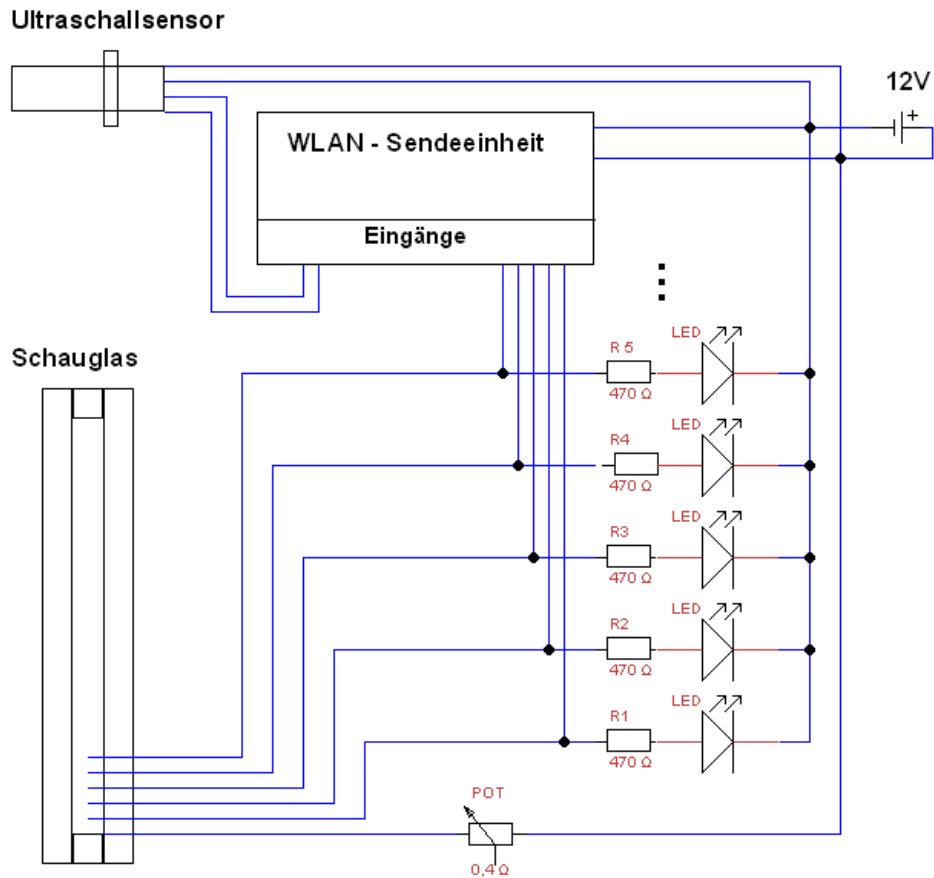 Ultraschallsensor
12V
+
WLAN - Sendeeinheit
Eingänge
Schauglas
LED
R 5
470 Ω
LED
R4
470 Ω
LED
R3
470 Ω
LED
R2
470 Ω
LED
R1
470 Ω
POT
0,4 Ω